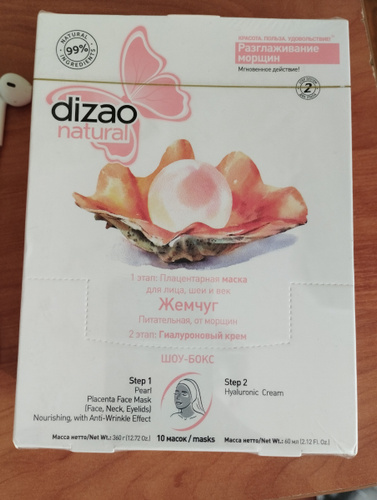 NATURAL
99%
INGREDIENTS
КРАСОТА. ПОЛЬЗА. УДОВОЛЬСТВИЕ!
Разглаживание
морщин
Мгновенное действие!
2
dizao
natural
1 этап: Плацентарная маска
для лица, шеи и век
Жемчуг
Питательная, от морщин
2 этап: Гиалуроновый крем
ШОУ-БОКС
Step 1
Pearl
Placenta Face Mask
(Face, Neck, Eyelids)
Nourishing, with Anti-Wrinkle Effect
Step 2
Hyaluronic Cream
Масса нетто/Net Wt.: 360 г (12.72 Oz.) 10 масок / masks Масса нетто/Net Wt.: 60 мл (2.12 Fl. Oz.)